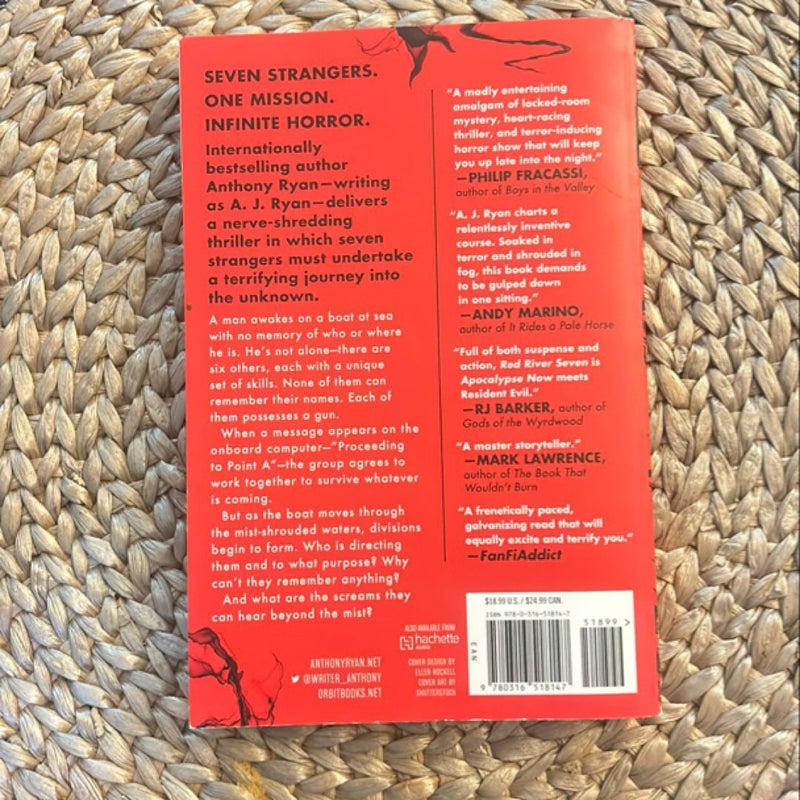 SEVEN STRANGERS.
ONE MISSION.
INFINITE HORROR.
Internationally
bestselling author
Anthony Ryan—writing
as A. J. Ryan—delivers
a nerve-shredding
thriller in which seven
strangers must undertake
a terrifying journey into
the unknown.
A man awakes on a boat at sea
with no memory of who or where
he is. He's not alone—there are
six others, each with a unique
set of skills. None of them can
remember their names. Each of
them possesses a gun.
When a message appears on the
onboard computer—"Proceeding
to Point A"—the group agrees to
work together to survive whatever
is coming.
But as the boat moves through
the mist-shrouded waters, divisions
begin to form. Who is directing
them and to what purpose? Why
can't they remember anything?
And what are the screams they
can hear beyond the mist?
"A madly entertaining
amalgam of locked-room
mystery, heart-racing
thriller, and terror-inducing
horror show that will keep
you up late into the night."
—PHILIP FRACASSI,
author of Boys in the Valley
"A. J. Ryan charts a
relentlessly inventive
course. Soaked in
terror and shrouded in
fog, this book demands
to be gulped down
in one sitting."
—ANDY MARINO,
author of It Rides a Pale Horse
"Full of both suspense and
action, Red River Seven is
Apocalypse Now meets
Resident Evil."
—RJ BARKER, author of
Gods of the Wyrdwood
"A master storyteller."
—MARK LAWRENCE,
author of The Book That
Wouldn't Burn
"A frenetically paced,
galvanizing read that will
equally excite and terrify you."
—FanFiAddict
ANTHONYRYAN.NET
@WRITER_ANTHONY
ORBITBOOKS.NET
ALSO AVAILABLE FROM
hachette
AUDIO
COVER DESIGN BY
ELLEN ROCKELL
COVER ART BY
SHUTTERSTOCK
$18.99 U.S. / $24.99 CAN.
ISBN 978-0-316-51814-7
51899>
EAN
9 780316 518147